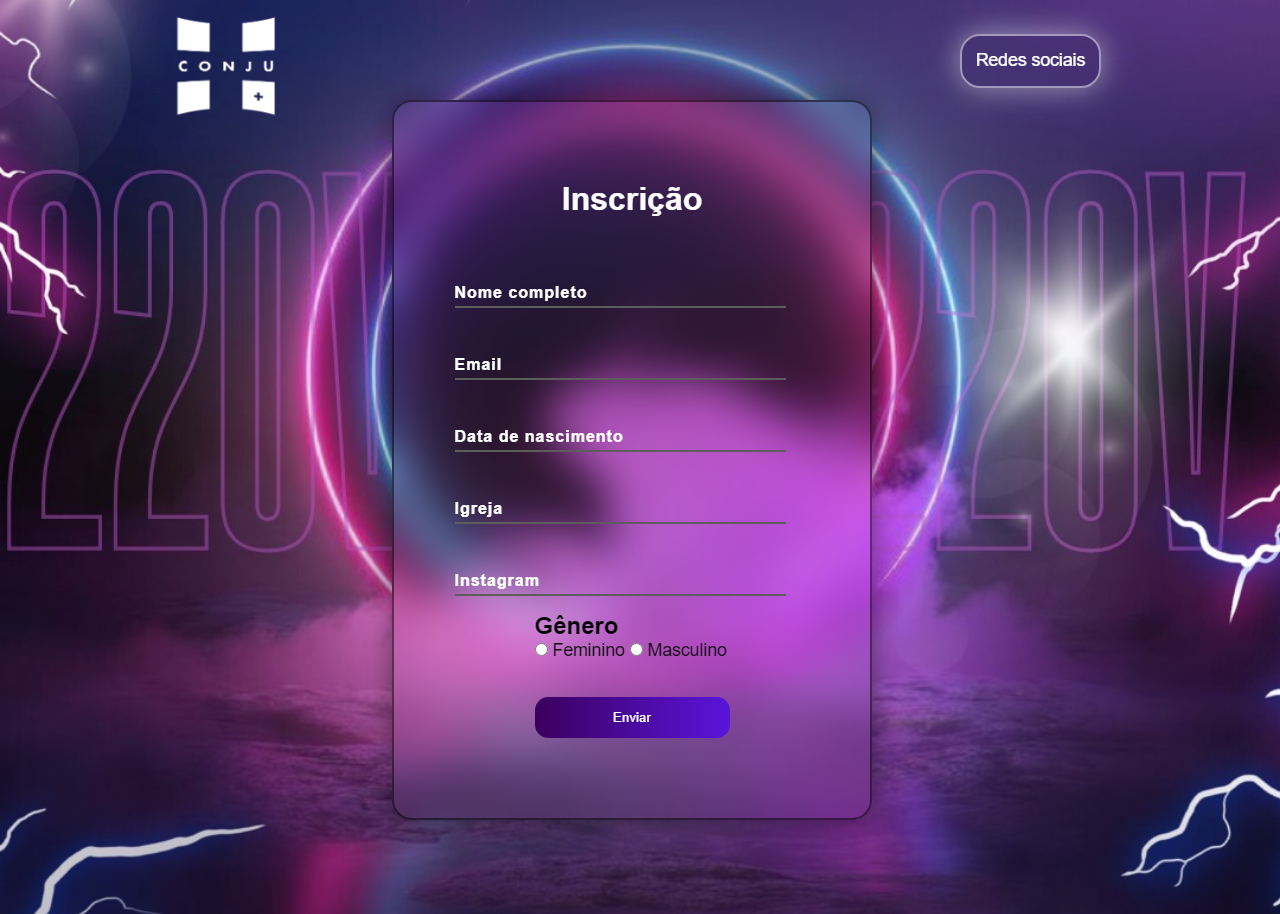 CONJU
+
Redes sociais
220V
220V
Inscrição
Nome completo
Email
Data de nascimento
Igreja
Instagram
Gênero
Feminino Masculino
Enviar